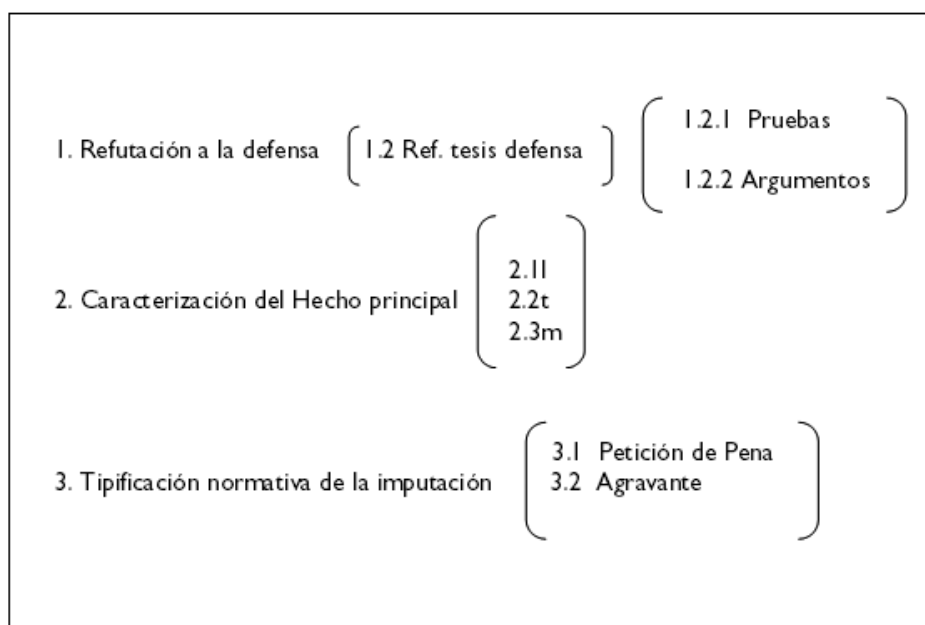 1. Refutación a la defensa 1.2 Ref. tesis defensa 1.2.1 Pruebas
1.2.2 Argumentos
2. Caracterización del Hecho principal 2.1l
2.2t
2.3m
3. Tipificación normativa de la imputación 3.1 Petición de Pena
3.2 Agravante